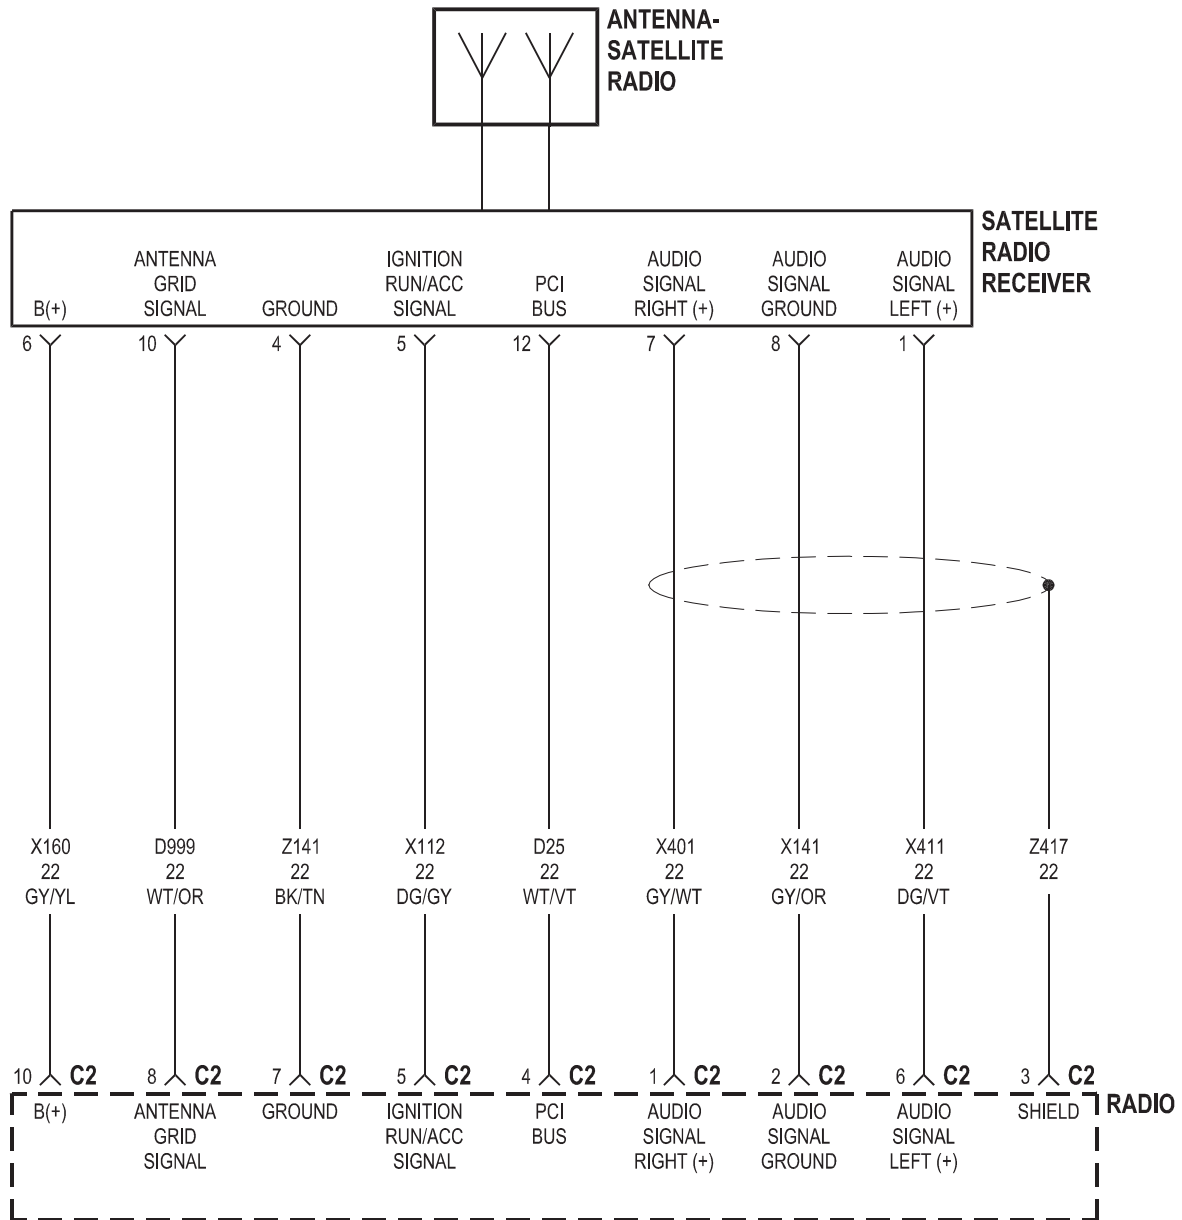 ANTENNA-
SATELLITE
RADIO
SATELLITE
RADIO
RECEIVER
B(+)
ANTENNA
GRID
SIGNAL
GROUND
IGNITION
RUN/ACC
SIGNAL
PCI
BUS
AUDIO
SIGNAL
RIGHT (+)
AUDIO
SIGNAL
GROUND
AUDIO
SIGNAL
LEFT (+)
6
10
4
5
12
7
8
1
X160
22
GY/YL
D999
22
WT/OR
Z141
22
BK/TN
X112
22
DG/GY
D25
22
WT/VT
X401
22
GY/WT
X141
22
GY/OR
X411
22
DG/VT
Z417
22
10 C2
8 C2
7 C2
5 C2
4 C2
1 C2
2 C2
6 C2
3 C2
B(+)
ANTENNA
GRID
SIGNAL
GROUND
IGNITION
RUN/ACC
SIGNAL
PCI
BUS
AUDIO
SIGNAL
RIGHT (+)
AUDIO
SIGNAL
GROUND
AUDIO
SIGNAL
LEFT (+)
SHIELD
RADIO